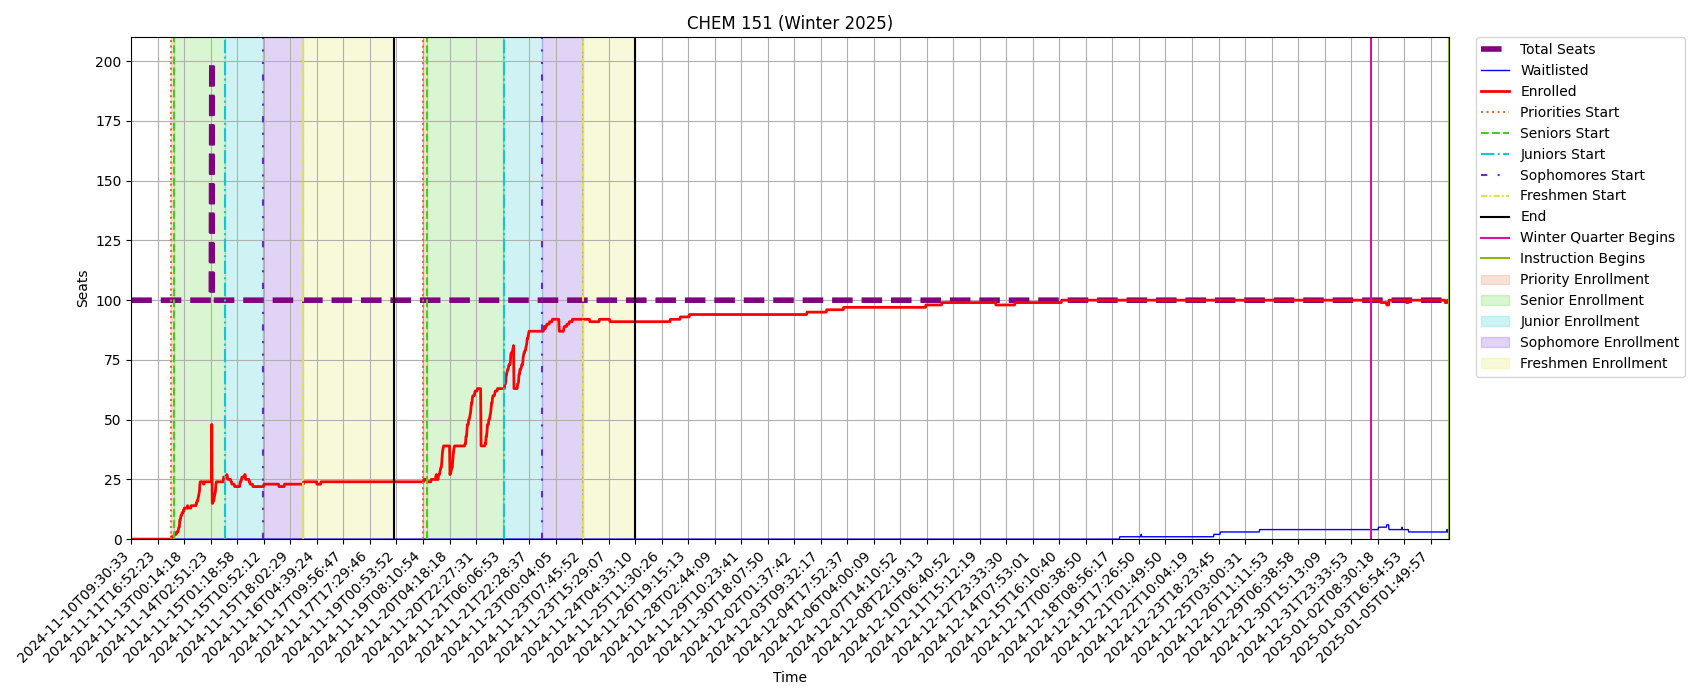 CHEM 151 (Winter 2025)
Seats
200
175
150
125
100
75
50
25
0
2024-11-10T09:30:33
2024-11-11T16:52:23
2024-11-13T00:14:18
2024-11-14T02:51:23
2024-11-15T01:18:58
2024-11-15T15:52:12
2024-11-15T18:02:29
2024-11-16T04:39:24
2024-11-17T09:56:47
2024-11-17T17:29:46
2024-11-19T00:53:52
2024-11-19T08:10:54
2024-11-20T04:18:18
2024-11-20T22:27:31
2024-11-21T06:06:53
2024-11-21T22:28:37
2024-11-23T07:04:05
2024-11-23T07:45:52
2024-11-23T15:29:07
2024-11-24T04:33:10
2024-11-25T11:30:26
2024-11-26T19:15:13
2024-11-28T02:44:09
2024-11-29T10:23:41
2024-11-30T18:07:50
2024-12-02T01:37:42
2024-12-03T09:32:17
2024-12-04T17:52:37
2024-12-06T04:00:09
2024-12-07T14:10:52
2024-12-08T22:19:13
2024-12-10T06:40:52
2024-12-11T15:12:19
2024-12-12T23:33:30
2024-12-14T07:53:01
2024-12-15T16:10:40
2024-12-17T00:38:50
2024-12-18T08:56:17
2024-12-19T17:26:50
2024-12-21T01:49:50
2024-12-22T10:04:19
2024-12-23T18:23:45
2024-12-25T03:00:31
2024-12-26T11:11:53
2024-12-29T06:38:58
2024-12-30T15:13:09
2024-12-31T23:33:53
2025-01-02T08:30:18
2025-01-03T16:54:53
2025-01-05T01:49:57
Time
Total Seats
Waitlisted
Enrolled
Priorities Start
Seniors Start
Juniors Start
Sophomores Start
Freshmen Start
End
Winter Quarter Begins
Instruction Begins
Priority Enrollment
Senior Enrollment
Junior Enrollment
Sophomore Enrollment
Freshmen Enrollment